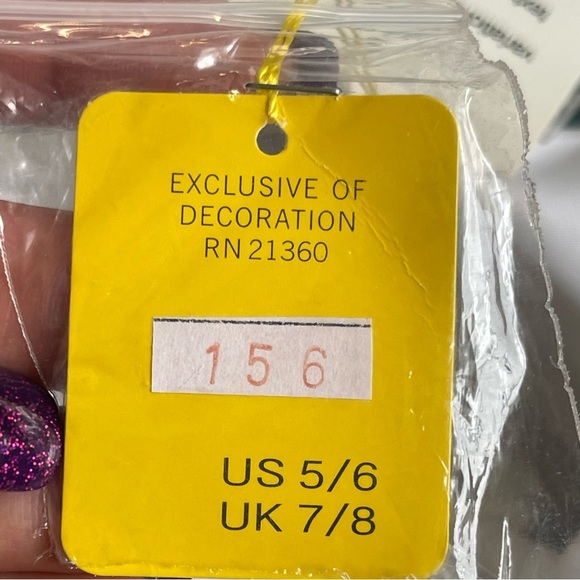 EXCLUSIVE OF
DECORATION
RN 21360
156
US 5/6
UK 7/8